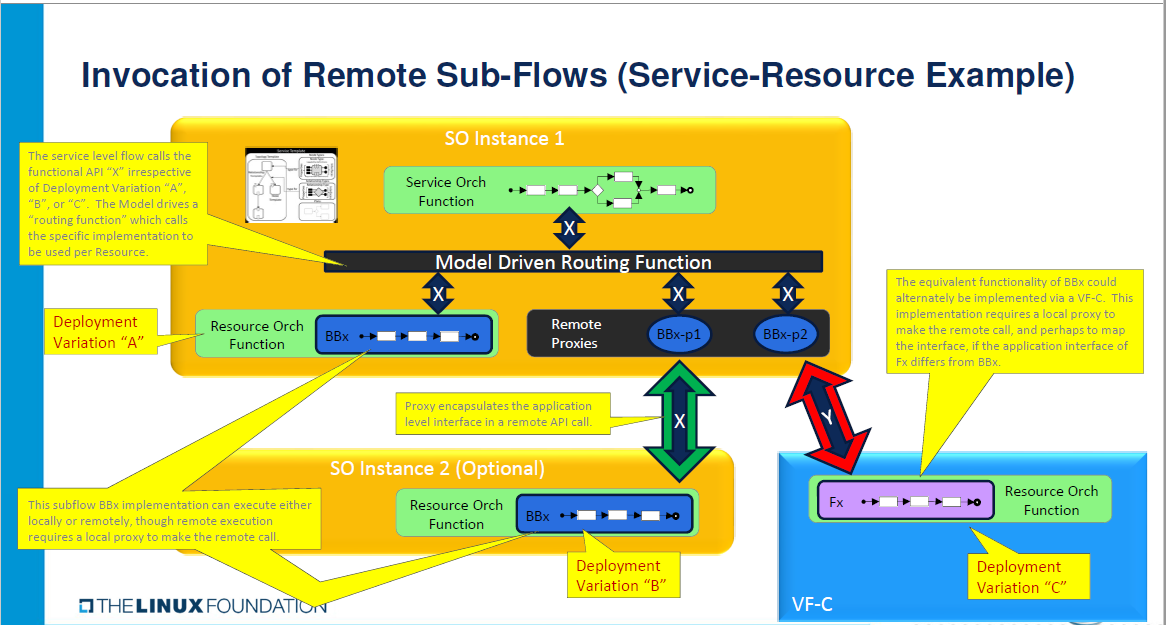 Invocation of Remote Sub-Flows (Service-Resource Example)
SO Instance 1
The service level flow calls the
functional API “X” irrespective
of Deployment Variation “A”,
“B”, or “C”. The Model drives a
“routing function” which calls
the specific implementation to
be used per Resource.
Service Orch
Function
X
Model Driven Routing Function
X
X
X
Deployment
Variation “A”
Resource Orch
Function
BBx
Remote
Proxies
BBx-p1
BBx-p2
The equivalent functionality of BBx could
alternately be implemented via a VF-C. This
implementation requires a local proxy to
make the remote call, and perhaps to map
the interface, if the application interface of
Fx differs from BBx.
Proxy encapsulates the application
level interface in a remote API call.
X
Y
SO Instance 2 (Optional)
Resource Orch
Function
BBx
This subflow BBx implementation can execute either
locally or remotely, though remote execution
requires a local proxy to make the remote call.
Deployment
Variation “B”
Fx
Resource Orch
Function
Deployment
Variation “C”
VF-C
THE LINUX FOUNDATION